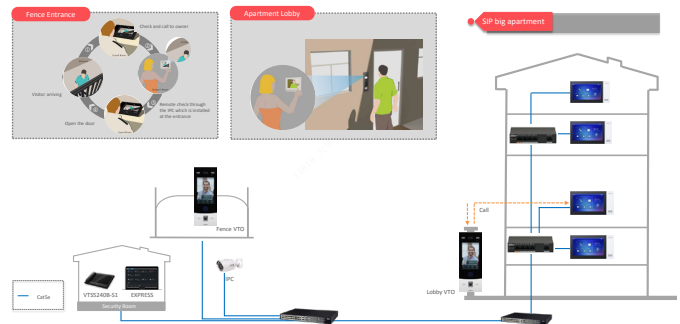 Fence Entrance
Check and call to owner
Visitor arriving
Remote check through
the IPC which is installed
at the entrance
Open the door
Apartment Lobby
SIP big apartment
Call
Fence VTO
IPC
Lobby VTO
VTS5240B-S1 EXPRESS
Security Room
Cat5e